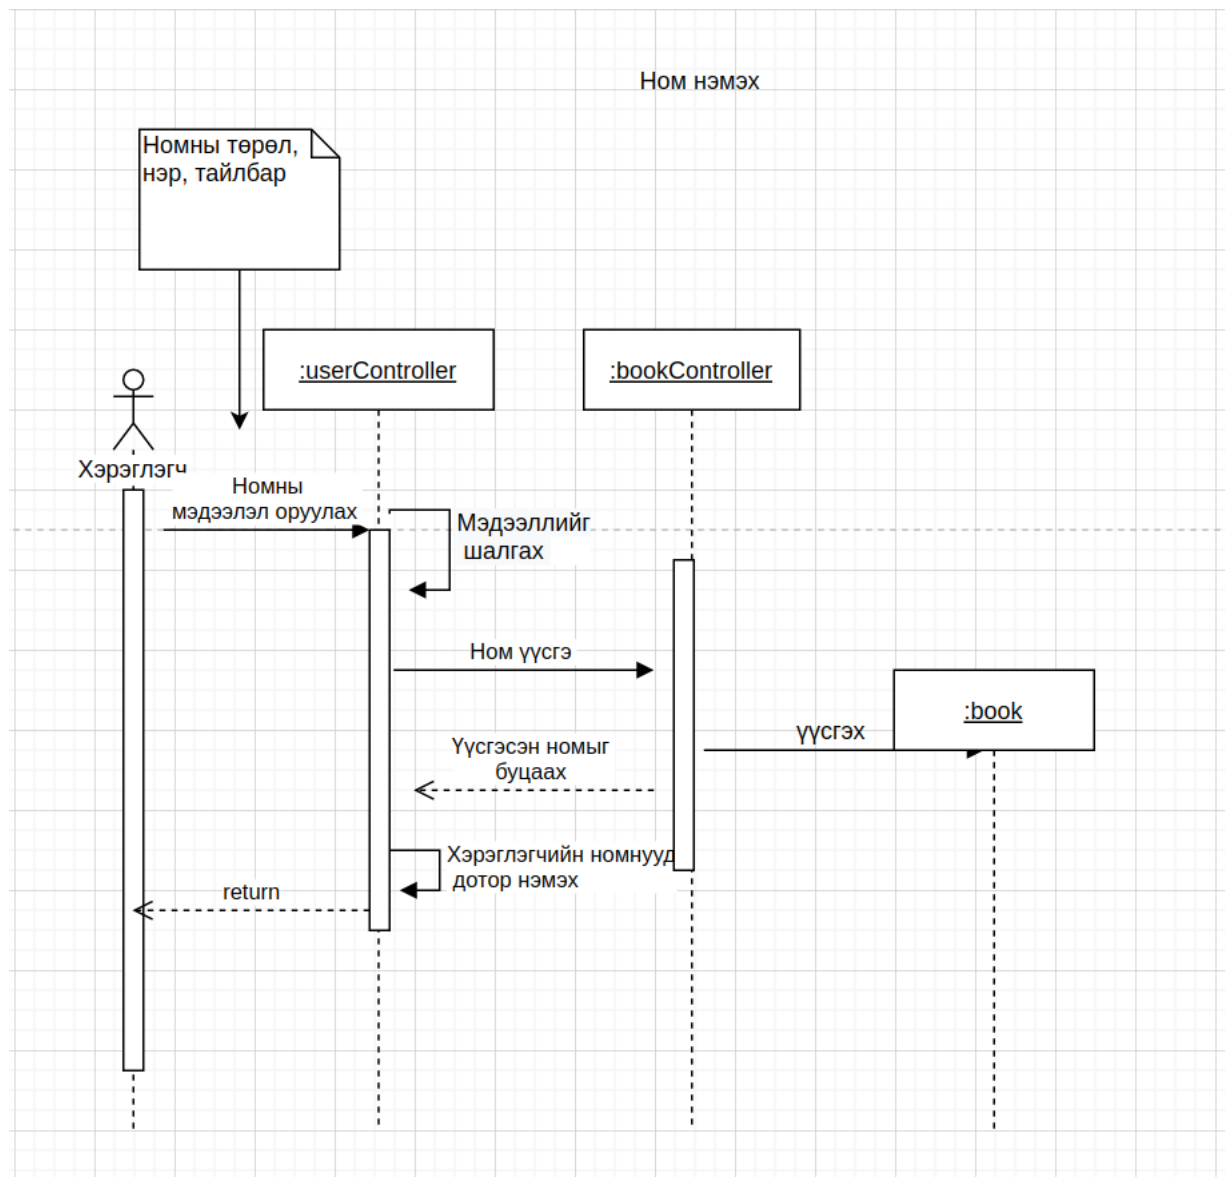 Ном нэмэх
Номны төрөл,
нэр, тайлбар
:userController
:bookController
Хэрэглэгч
Номны
мэдээлэл оруулах
Мэдээллийг
шалгах
Ном үүсгэ
:book
үүсгэх
Үүсгэсэн номыг
буцаах
Хэрэглэгчийн номнууд
дотор нэмэх
return